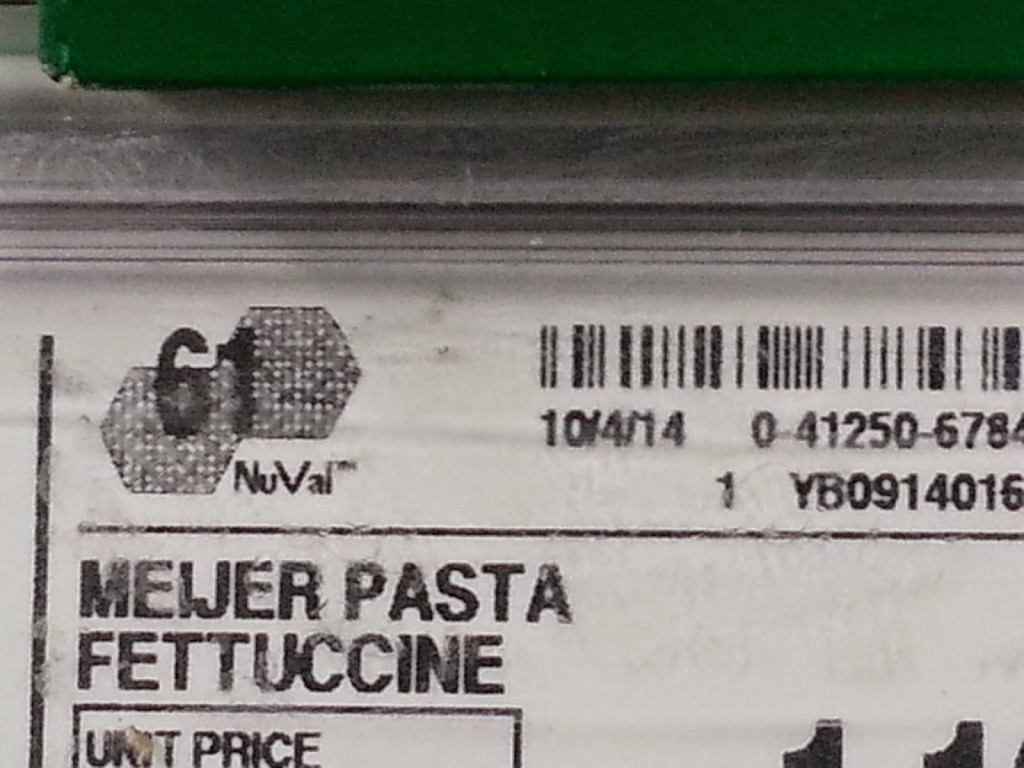 61
NuVal™
10/4/14 0-41250-6784
1 YB0914016
MEIJER PASTA
FETTUCCINE
UNIT PRICE